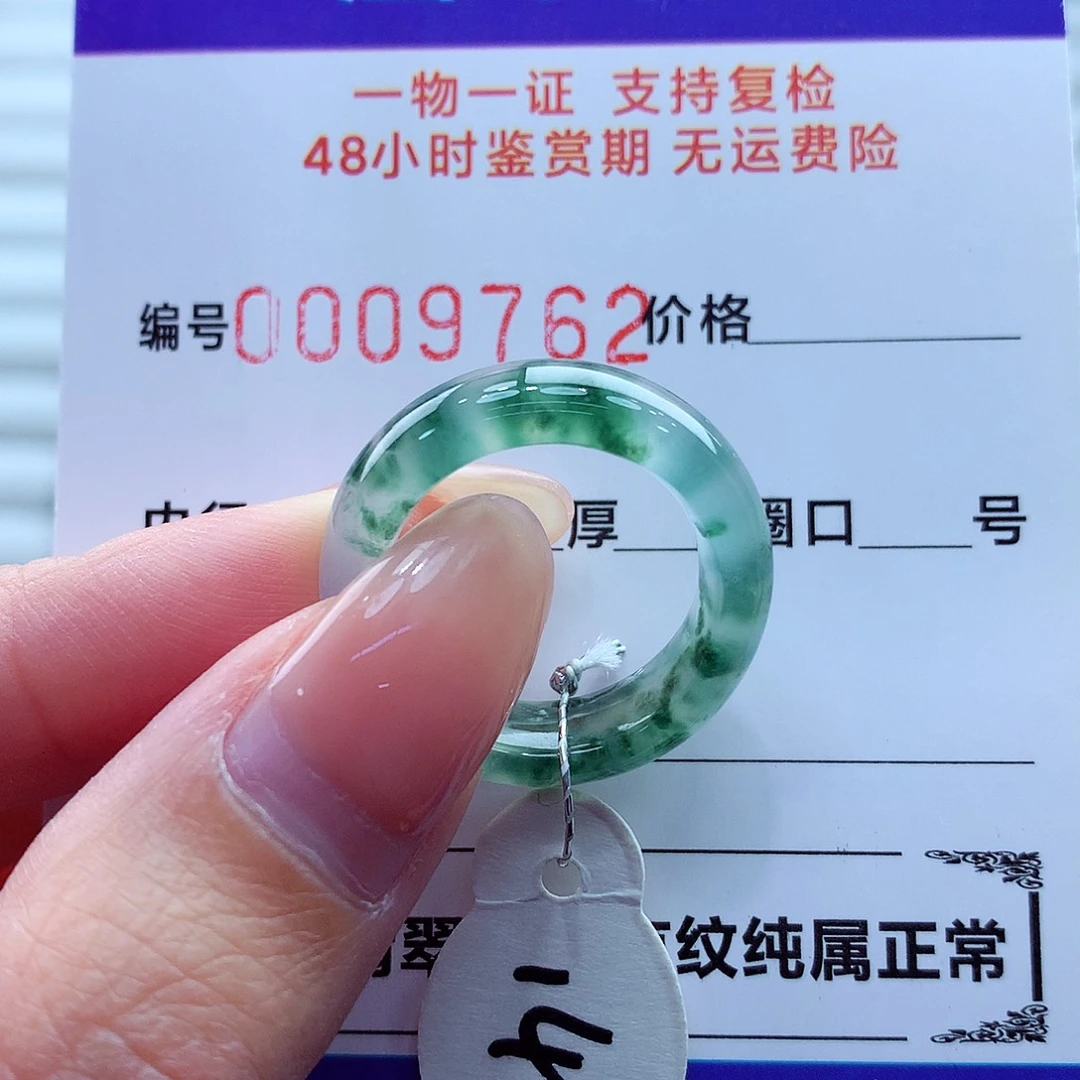 一物一证 支持复检
48小时鉴赏期 无运费险
编号0009762价格
厚 圈口 号
翠 纹纯属正常
14